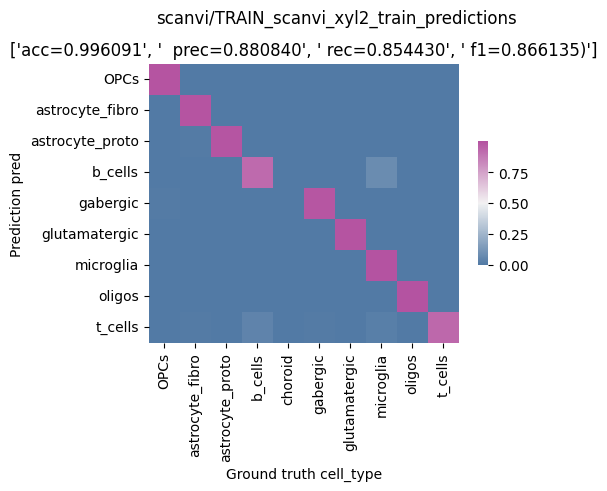 scanvi/TRAIN_scanvi_xyl2_train_predictions
['acc=0.996091', '  prec=0.880840', ' rec=0.854430', ' f1=0.866135)']
OPCs
astrocyte_fibro
astrocyte_proto
b_cells
gabergic
glutamatergic
microglia
oligos
t_cells
Prediction pred
0.75
0.50
0.25
0.00
OPCs
astrocyte_fibro
astrocyte_proto
b_cells
choroid
gabergic
glutamatergic
microglia
oligos
t_cells
Ground truth cell_type